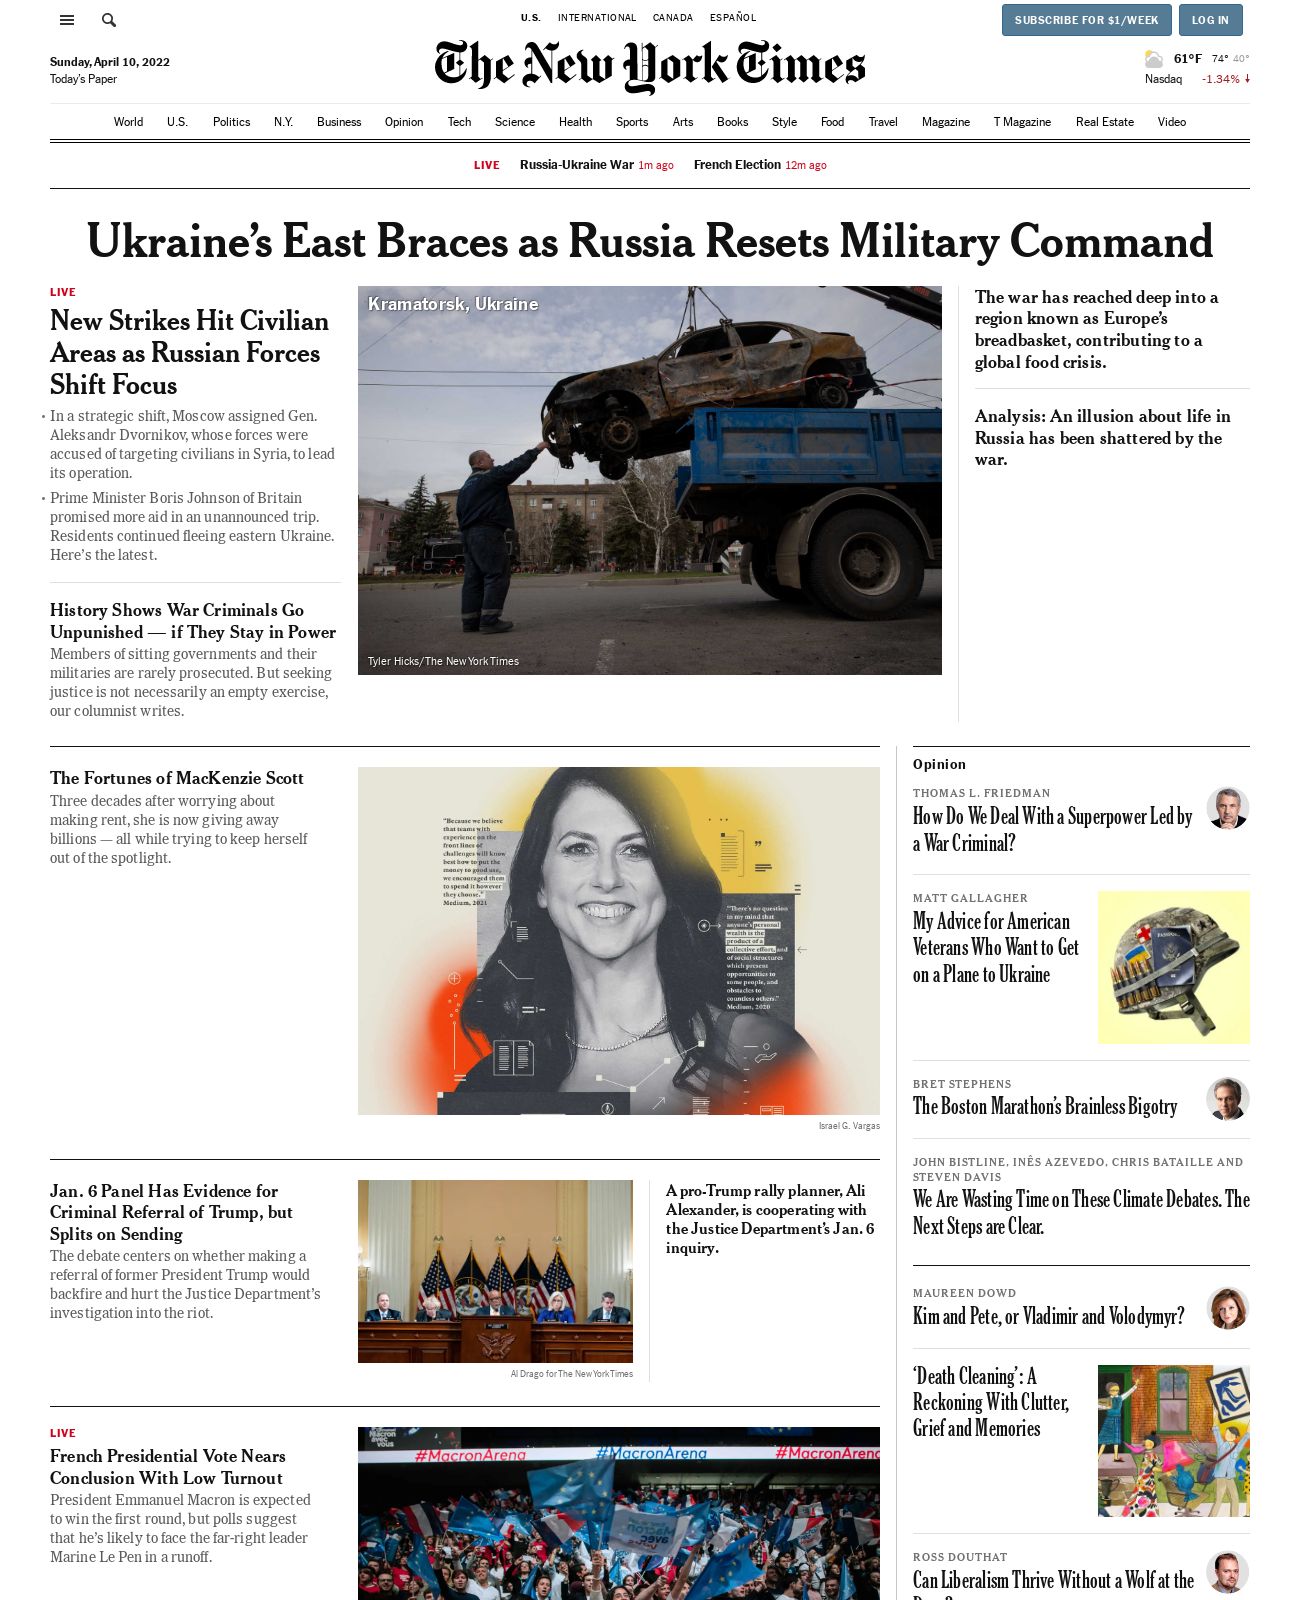 U.S. INTERNATIONAL CANADA ESPAÑOL
SUBSCRIBE FOR $1/WEEK
LOG IN
Sunday, April 10, 2022
Today's Paper
The New York Times
61°F 74° 40°
Nasdaq -1.34%
World U.S. Politics N.Y. Business Opinion Tech Science Health Sports Arts Books Style Food Travel Magazine T Magazine Real Estate Video
LIVE Russia-Ukraine War 1m ago French Election 12m ago
Ukraine’s East Braces as Russia Resets Military Command
LIVE
New Strikes Hit Civilian
Areas as Russian Forces
Shift Focus
• In a strategic shift, Moscow assigned Gen.
Aleksandr Dvornikov, whose forces were
accused of targeting civilians in Syria, to lead
its operation.
• Prime Minister Boris Johnson of Britain
promised more aid in an unannounced trip.
Residents continued fleeing eastern Ukraine.
Here’s the latest.
History Shows War Criminals Go
Unpunished — if They Stay in Power
Members of sitting governments and their
militaries are rarely prosecuted. But seeking
justice is not necessarily an empty exercise,
our columnist writes.
Kramatorsk, Ukraine
Tyler Hicks/The New York Times
The war has reached deep into a
region known as Europe’s
breadbasket, contributing to a
global food crisis.
Analysis: An illusion about life in
Russia has been shattered by the
war.
The Fortunes of MacKenzie Scott
Three decades after worrying about
making rent, she is now giving away
billions — all while trying to keep herself
out of the spotlight.
"Because we believe
that teams with
experience on the
front lines of
challenges will know
best how to put the
money to good use,
we encouraged them
to spend it however
they choose."
Medium, 2021
"There's no question
in my mind that
anyone's personal
wealth is the
product of a
collective effort, and
of social structures
which present
opportunities to
some people, and
obstacles to
countless others."
Medium, 2020
Israel G. Vargas
Jan. 6 Panel Has Evidence for
Criminal Referral of Trump, but
Splits on Sending
The debate centers on whether making a
referral of former President Trump would
backfire and hurt the Justice Department’s
investigation into the riot.
Al Drago for The New York Times
A pro-Trump rally planner, Ali
Alexander, is cooperating with
the Justice Department’s Jan. 6
inquiry.
LIVE
French Presidential Vote Nears
Conclusion With Low Turnout
President Emmanuel Macron is expected
to win the first round, but polls suggest
that he’s likely to face the far-right leader
Marine Le Pen in a runoff.
Macron
avec
vous
#MacronArena #MacronArena #MacronArena
Opinion
THOMAS L. FRIEDMAN
How Do We Deal With a Superpower Led by
a War Criminal?
MATT GALLAGHER
My Advice for American
Veterans Who Want to Get
on a Plane to Ukraine
PASSPORT
BRET STEPHENS
The Boston Marathon’s Brainless Bigotry
JOHN BISTLINE, INÊS AZEVEDO, CHRIS BATAILLE AND
STEVEN DAVIS
We Are Wasting Time on These Climate Debates. The
Next Steps are Clear.
MAUREEN DOWD
Kim and Pete, or Vladimir and Volodymyr?
‘Death Cleaning’: A
Reckoning With Clutter,
Grief and Memories
ROSS DOUTHAT
Can Liberalism Thrive Without a Wolf at the